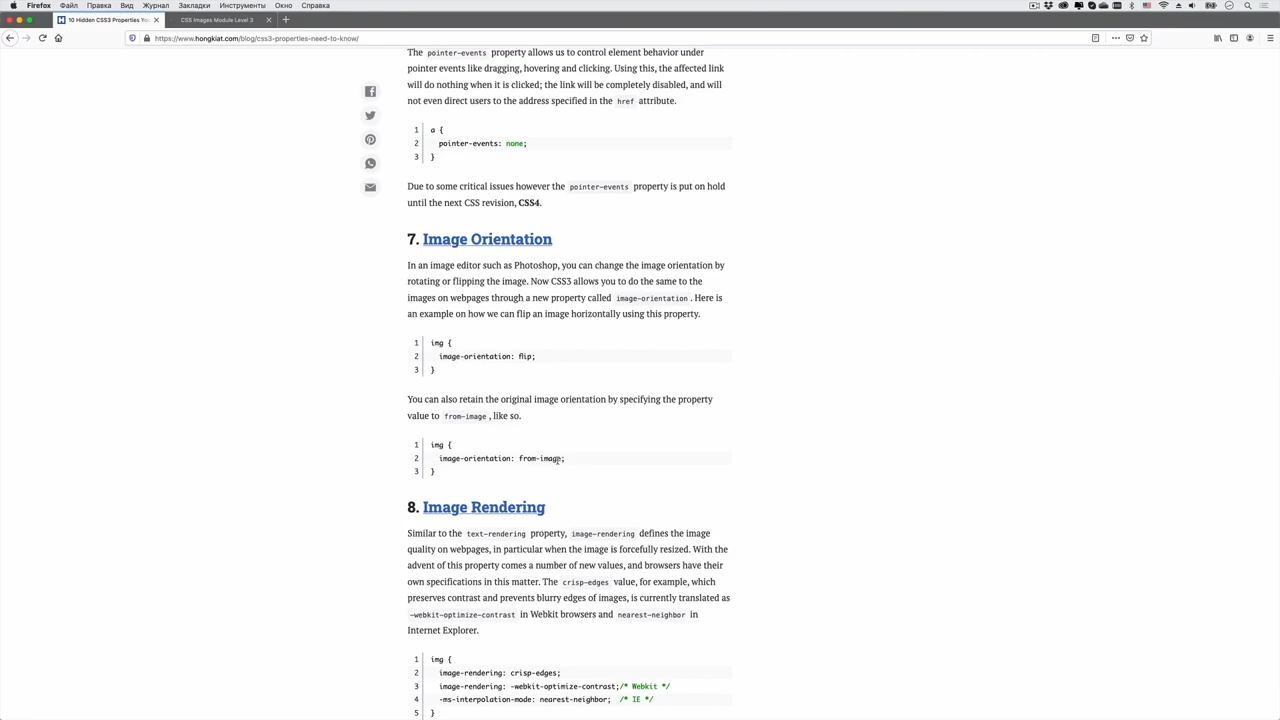 Firefox Файл Правка Вид Журнал Закладки Инструменты Окно Справка
10 Hidden CSS3 Properties You
CSS Images Module Level 3
https://www.hongkiat.com/blog/css3-properties-need-to-know/
The pointer-events property allows us to control element behavior under
pointer events like dragging, hovering and clicking. Using this, the affected link
will do nothing when it is clicked; the link will be completely disabled, and will
not even direct users to the address specified in the href attribute.
1 a {
2 pointer-events: none;
3 }
Due to some critical issues however the pointer-events property is put on hold
until the next CSS revision, CSS4.
7. Image Orientation
In an image editor such as Photoshop, you can change the image orientation by
rotating or flipping the image. Now CSS3 allows you to do the same to the
images on webpages through a new property called image-orientation. Here is
an example on how we can flip an image horizontally using this property.
1 img {
2 image-orientation: flip;
3 }
You can also retain the original image orientation by specifying the property
value to from-image, like so.
1 img {
2 image-orientation: from-image;
3 }
8. Image Rendering
Similar to the text-rendering property, image-rendering defines the image
quality on webpages, in particular when the image is forcefully resized. With the
advent of this property comes a number of new values, and browsers have their
own specifications in this matter. The crisp-edges value, for example, which
preserves contrast and prevents blurry edges of images, is currently translated as
-webkit-optimize-contrast in Webkit browsers and nearest-neighbor in
Internet Explorer.
1 img {
2 image-rendering: crisp-edges;
3 image-rendering: -webkit-optimize-contrast;/* Webkit */
4 -ms-interpolation-mode: nearest-neighbor; /* IE */
5 }